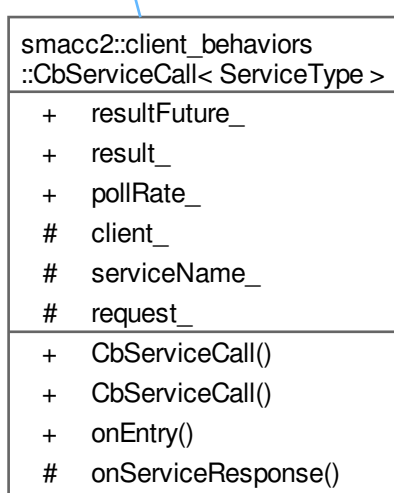 smacc2::client_behaviors
::CbServiceCall< ServiceType >
+ resultFuture_
+ result_
+ pollRate_
# client_
# serviceName_
# request_
+ CbServiceCall()
+ CbServiceCall()
+ onEntry()
# onServiceResponse()